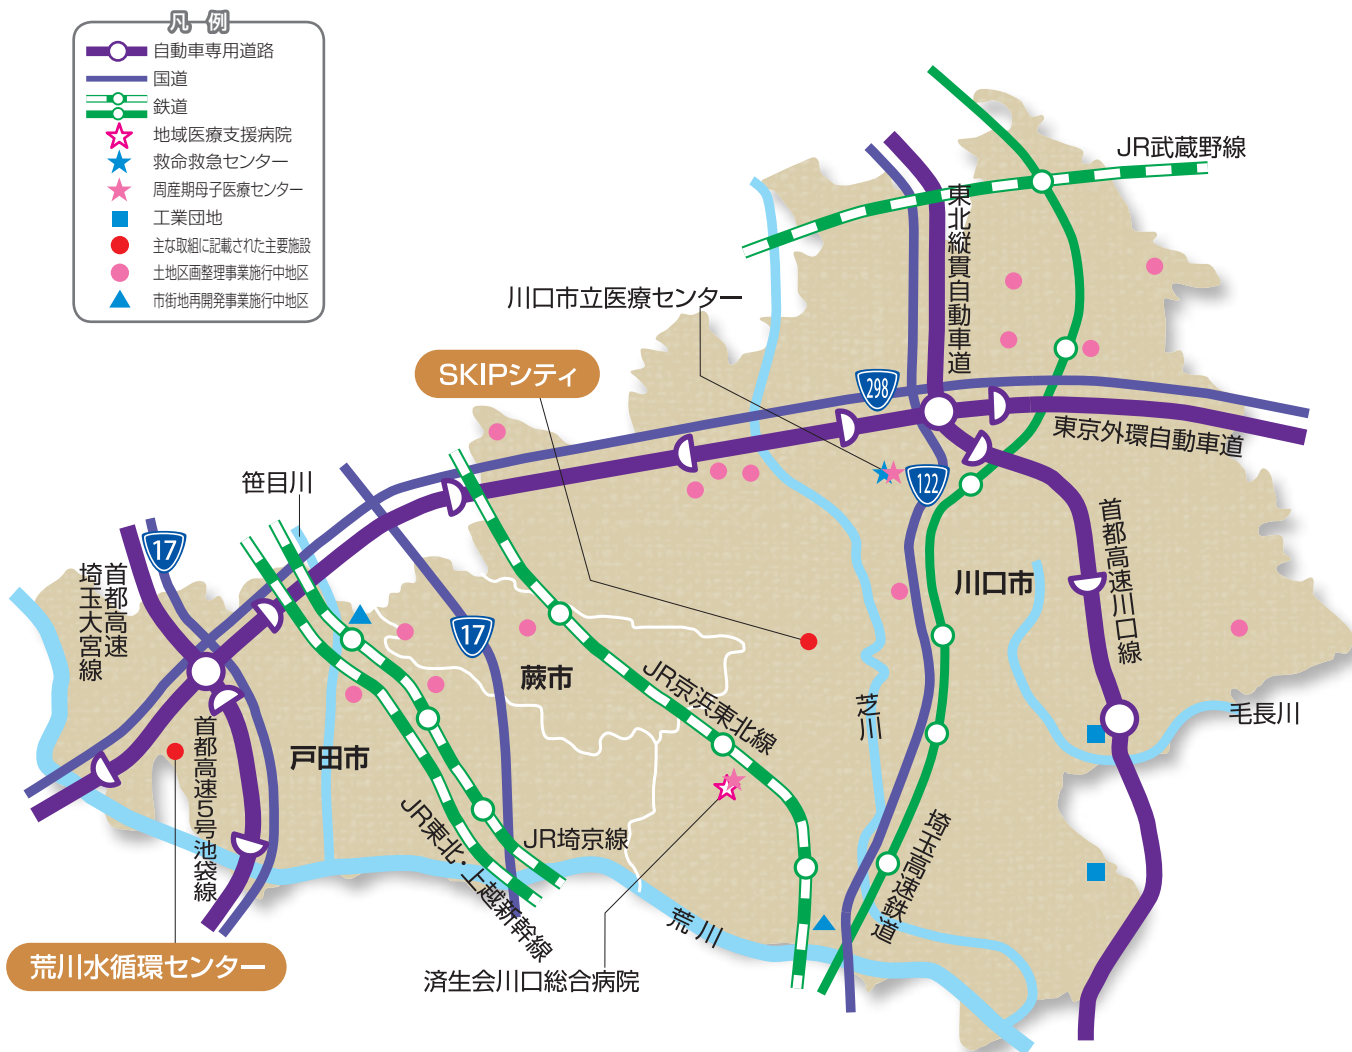 凡例
自動車専用道路
国道
鉄道
地域医療支援病院
救命救急センター
周産期母子医療センター
工業団地
主な取組に記載された主要施設
土地区画整理事業施行中地区
市街地再開発事業施行中地区
JR武蔵野線
東北縦貫自動車道
川口市立医療センター
SKIPシティ
298
東京外環自動車道
笹目川
122
首都高速川口線
17
首都高速
埼玉大宮線
川口市
17
蕨市
JR京浜東北線
芝川
毛長川
戸田市
首都高速5号池袋線
JR埼京線
JR東北・上越新幹線
埼玉高速鉄道
荒川
荒川水循環センター
済生会川口総合病院